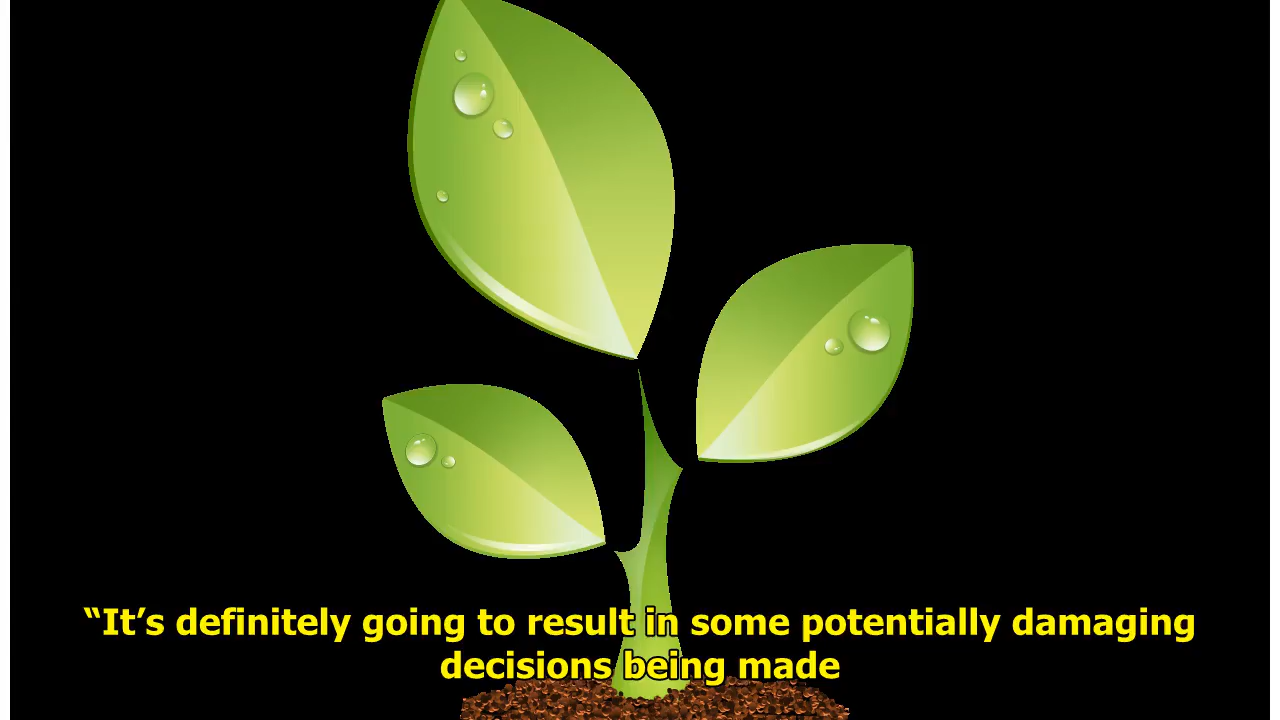 “It’s definitely going to result in some potentially damaging
decisions being made